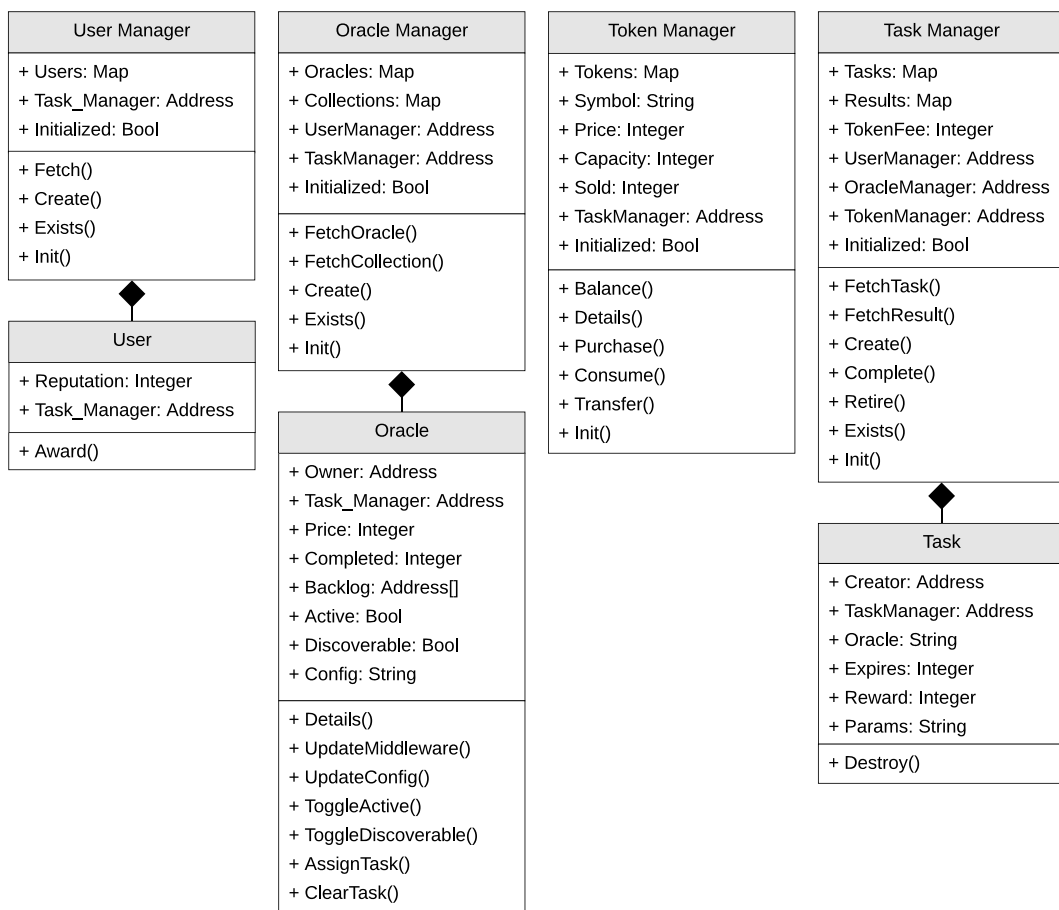 User Manager
+ Users: Map
+ Task_Manager: Address
+ Initialized: Bool
+ Fetch()
+ Create()
+ Exists()
+ Init()
User
+ Reputation: Integer
+ Task_Manager: Address
+ Award()
Oracle Manager
+ Oracles: Map
+ Collections: Map
+ UserManager: Address
+ TaskManager: Address
+ Initialized: Bool
+ FetchOracle()
+ FetchCollection()
+ Create()
+ Exists()
+ Init()
Oracle
+ Owner: Address
+ Task_Manager: Address
+ Price: Integer
+ Completed: Integer
+ Backlog: Address[]
+ Active: Bool
+ Discoverable: Bool
+ Config: String
+ Details()
+ UpdateMiddleware()
+ UpdateConfig()
+ ToggleActive()
+ ToggleDiscoverable()
+ AssignTask()
+ ClearTask()
Token Manager
+ Tokens: Map
+ Symbol: String
+ Price: Integer
+ Capacity: Integer
+ Sold: Integer
+ TaskManager: Address
+ Initialized: Bool
+ Balance()
+ Details()
+ Purchase()
+ Consume()
+ Transfer()
+ Init()
Task Manager
+ Tasks: Map
+ Results: Map
+ TokenFee: Integer
+ UserManager: Address
+ OracleManager: Address
+ TokenManager: Address
+ Initialized: Bool
+ FetchTask()
+ FetchResult()
+ Create()
+ Complete()
+ Retire()
+ Exists()
+ Init()
Task
+ Creator: Address
+ TaskManager: Address
+ Oracle: String
+ Expires: Integer
+ Reward: Integer
+ Params: String
+ Destroy()